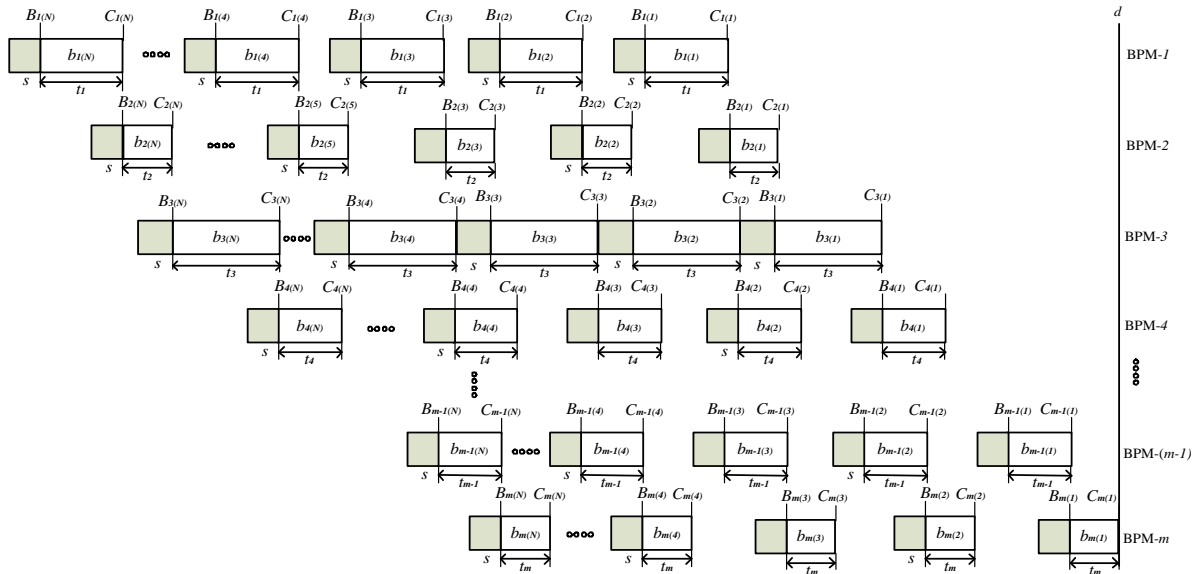 B1(N) C1(N) B1(4) C1(4) B1(3) C1(3) B1(2) C1(2) B1(1) C1(1) d
b1(N) b1(4) b1(3) b1(2) b1(1) BPM-1
s t1 s t1 s t1 s t1 s t1
B2(N) C2(N) B2(5) C2(5) B2(3) C2(3) B2(2) C2(2) B2(1) C2(1)
b2(N) b2(5) b2(3) b2(2) b2(1) BPM-2
s t2 s t2 t2 s t2 t2
B3(N) C3(N) B3(4) C3(4) B3(3) C3(3) B3(2) C3(2) B3(1) C3(1)
b3(N) b3(4) b3(3) b3(2) b3(1) BPM-3
s t3 s t3 s t3 s t3 s t3
B4(N) C4(N) B4(4) C4(4) B4(3) C4(3) B4(2) C4(2) B4(1) C4(1)
b4(N) b4(4) b4(3) b4(2) b4(1) BPM-4
s t4 s t4 t4 t4 t4
Bm-1(N) Cm-1(N) Bm-1(4) Cm-1(4) Bm-1(3) Cm-1(3) Bm-1(2) Cm-1(2) Bm-1(1) Cm-1(1)
bm-1(N) bm-1(4) bm-1(3) bm-1(2) bm-1(1) BPM-(m-1)
s tm-1 tm-1 tm-1 s tm-1 tm-1
Bm(N) Cm(N) Bm(4) Cm(4) Bm(3) Cm(3) Bm(2) Cm(2) Bm(1) Cm(1)
bm(N) bm(4) bm(3) bm(2) bm(1) BPM-m
s tm tm tm s tm tm